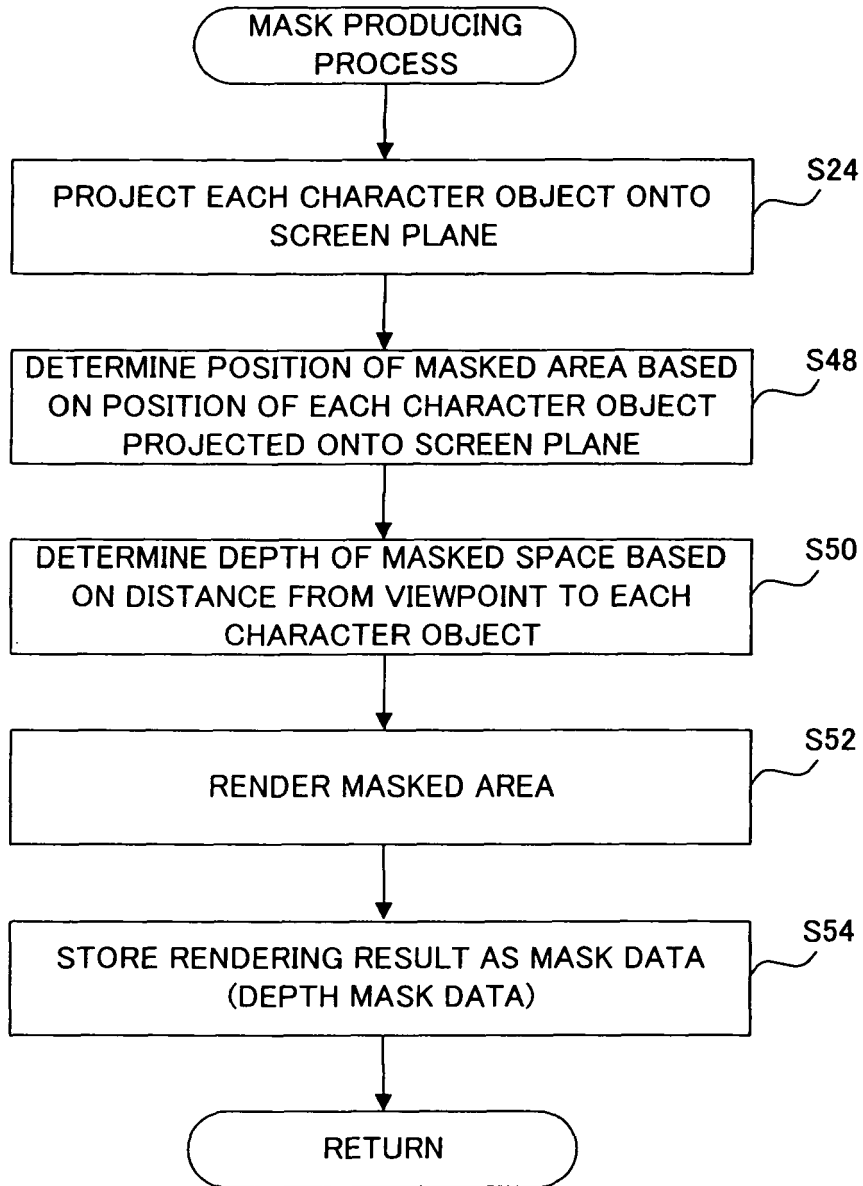 MASK PRODUCING
PROCESS
S24
PROJECT EACH CHARACTER OBJECT ONTO
SCREEN PLANE
S48
DETERMINE POSITION OF MASKED AREA BASED
ON POSITION OF EACH CHARACTER OBJECT
PROJECTED ONTO SCREEN PLANE
S50
DETERMINE DEPTH OF MASKED SPACE BASED
ON DISTANCE FROM VIEWPOINT TO EACH
CHARACTER OBJECT
S52
RENDER MASKED AREA
S54
STORE RENDERING RESULT AS MASK DATA
(DEPTH MASK DATA)
RETURN